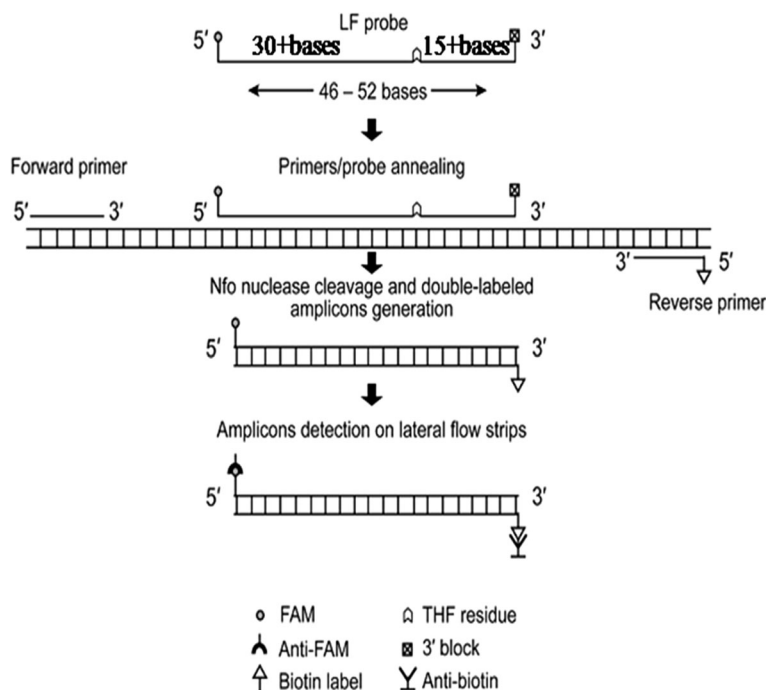 LF probe
5′ 30+bases 15+bases 3′
46 – 52 bases
Forward primer Primers/probe annealing
5′ 3′ 5′ 3′
3′ 5′
Reverse primer
Nfo nuclease cleavage and double-labeled
amplicons generation
5′ 3′
Amplicons detection on lateral flow strips
5′ 3′
FAM THF residue
Anti-FAM 3′ block
Biotin label Anti-biotin